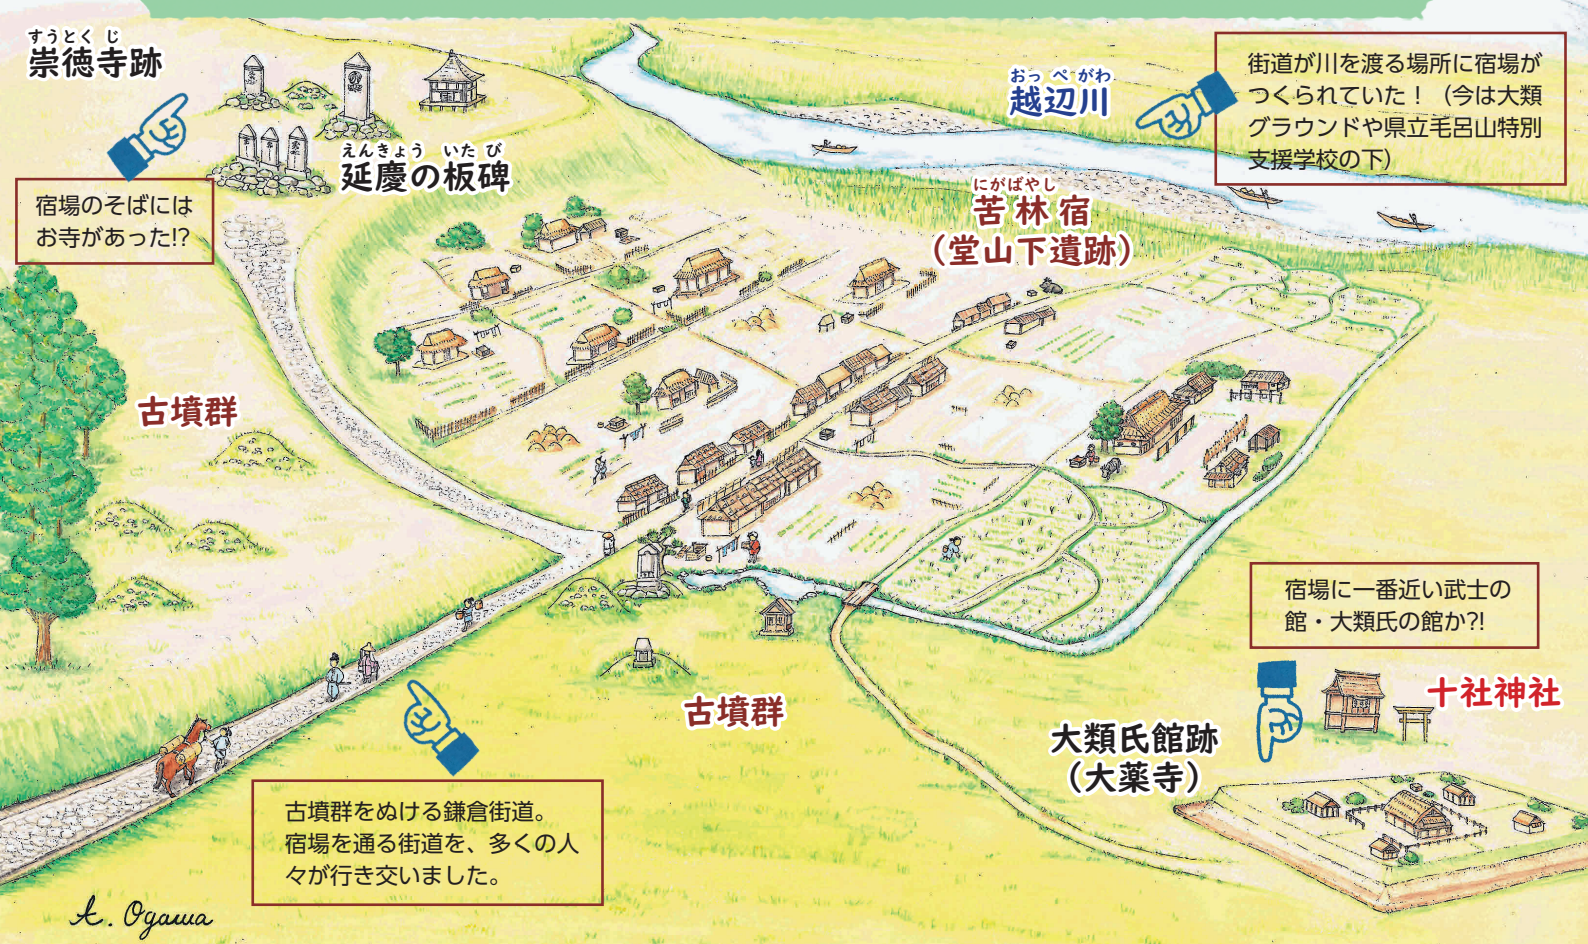 すうとくじ
崇徳寺跡
宿場のそばには
お寺があった!?
えんきょう いたび
延慶の板碑
おっぺがわ
越辺川
街道が川を渡る場所に宿場が
つくられていた！（今は大類
グラウンドや県立毛呂山特別
支援学校の下）
にがばやし
苦林宿
（堂山下遺跡）
古墳群
古墳群
古墳群をぬける鎌倉街道。
宿場を通る街道を、多くの人
々が行き交いました。
宿場に一番近い武士の
館・大類氏の館か?!
十社神社
大類氏館跡
（大薬寺）
A. Ogawa